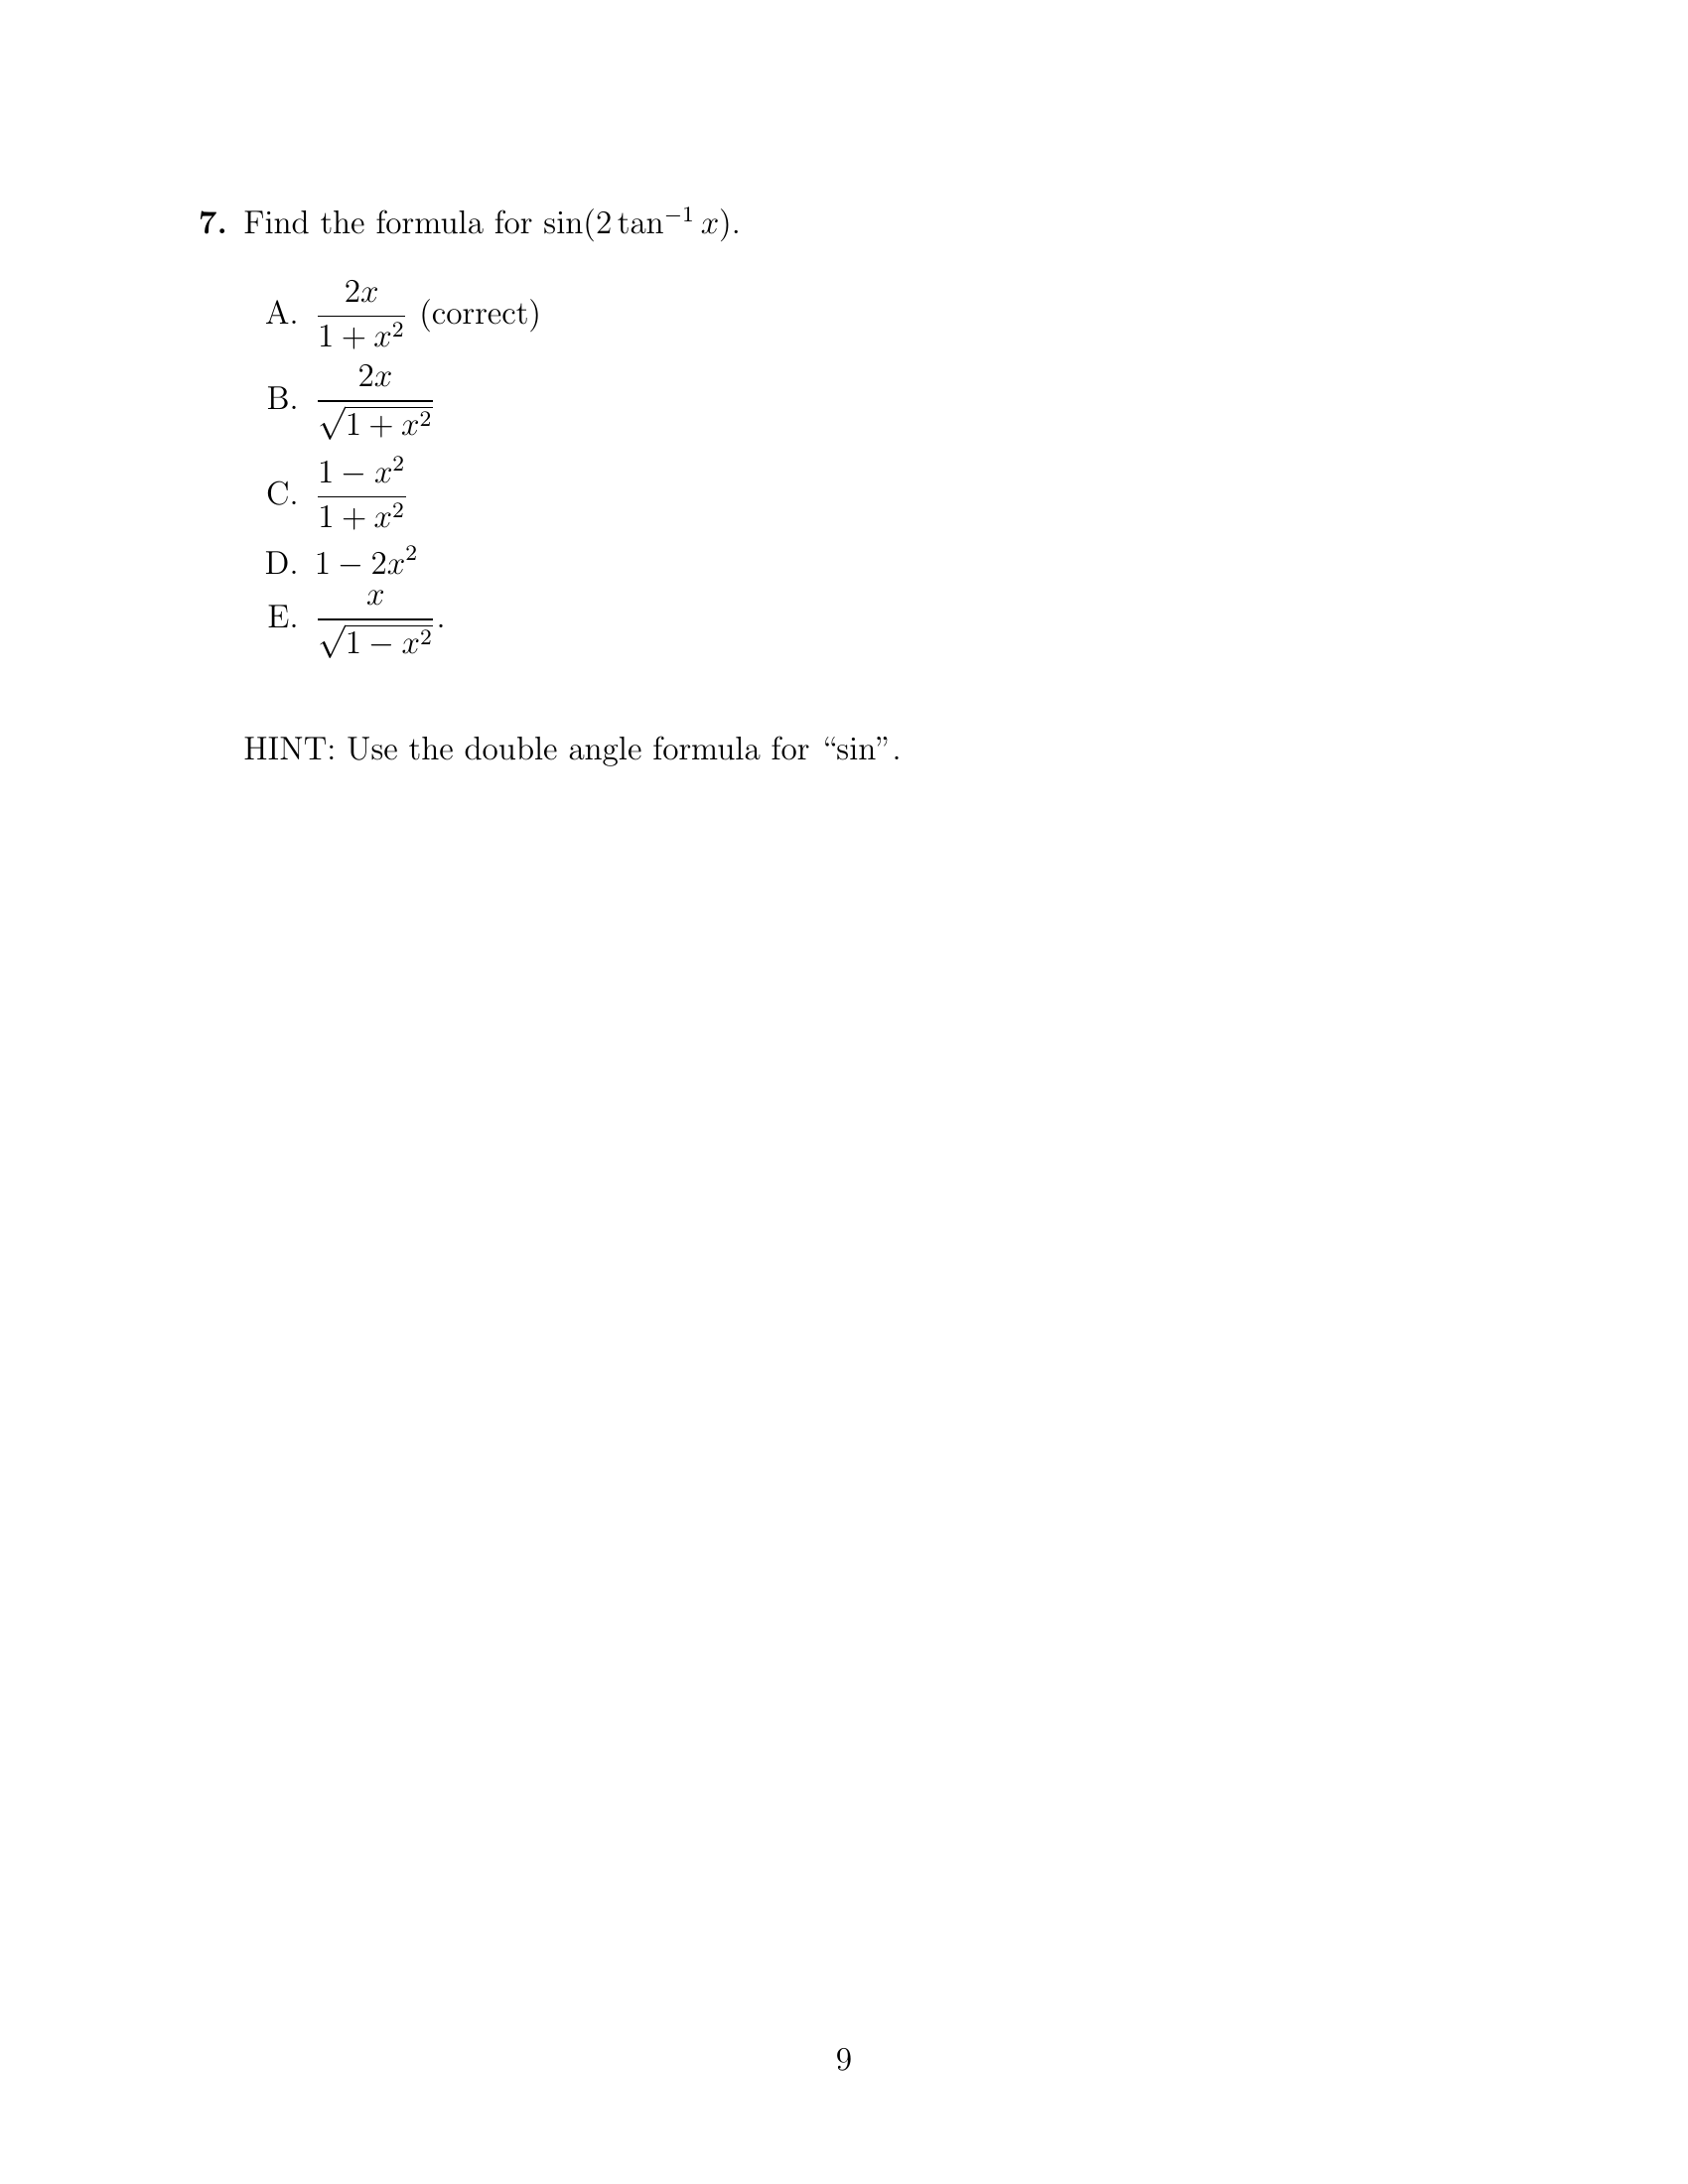 7. Find the formula for sin(2 tan⁻¹ x).
A. \frac{2x}{1 + x^2} (correct)
B. \frac{2x}{\sqrt{1 + x^2}}
C. \frac{1 - x^2}{1 + x^2}
D. 1 − 2x²
E. \frac{x}{\sqrt{1 - x^2}}.
HINT: Use the double angle formula for “sin”.
9